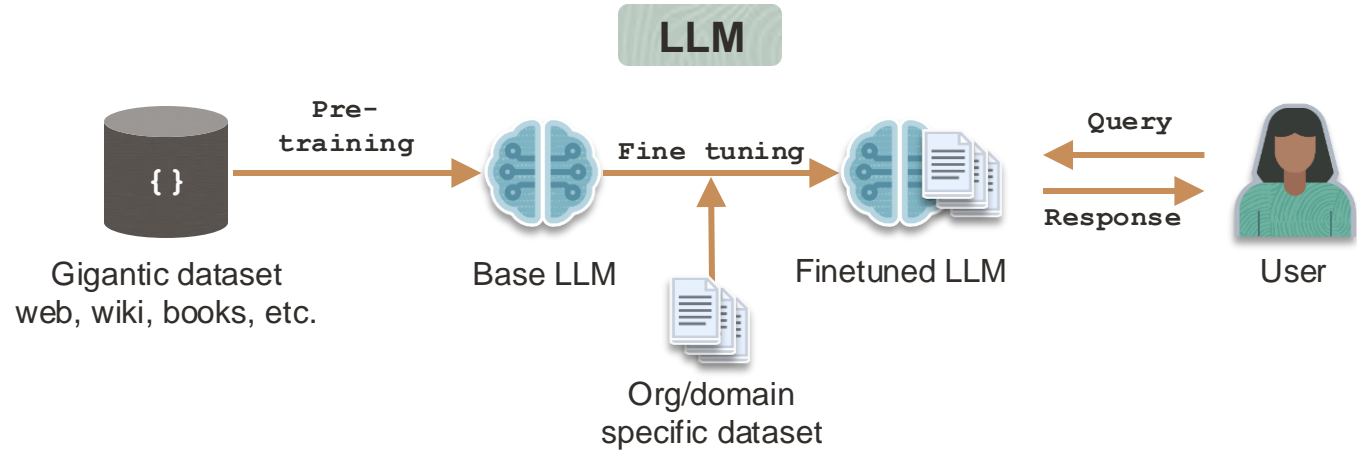 LLM
Pre-
training
Fine tuning
Query
Response
{ }
Gigantic dataset
web, wiki, books, etc.
Base LLM
Finetuned LLM
User
Org/domain
specific dataset